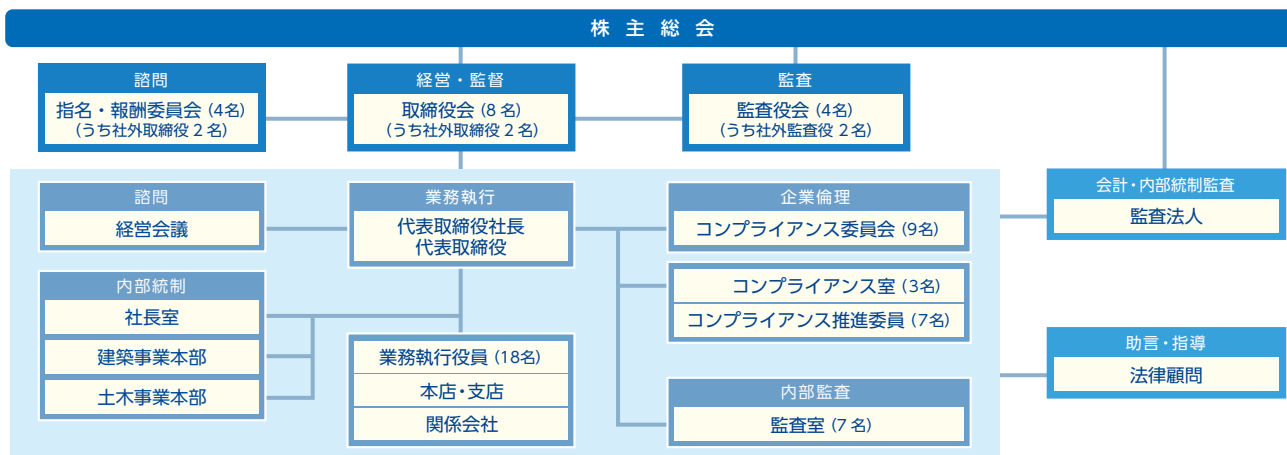 株主総会
諮問
指名・報酬委員会 (4名)
(うち社外取締役 2 名)
経営・監督
取締役会 (8 名)
(うち社外取締役 2 名)
監査
監査役会 (4名)
(うち社外監査役 2 名)
諮問
経営会議
業務執行
代表取締役社長
代表取締役
企業倫理
コンプライアンス委員会 (9名)
コンプライアンス室 (3名)
コンプライアンス推進委員 (7名)
会計・内部統制監査
監査法人
内部統制
社長室
建築事業本部
土木事業本部
業務執行役員 (18名)
本店・支店
関係会社
内部監査
監査室 (7 名)
助言・指導
法律顧問